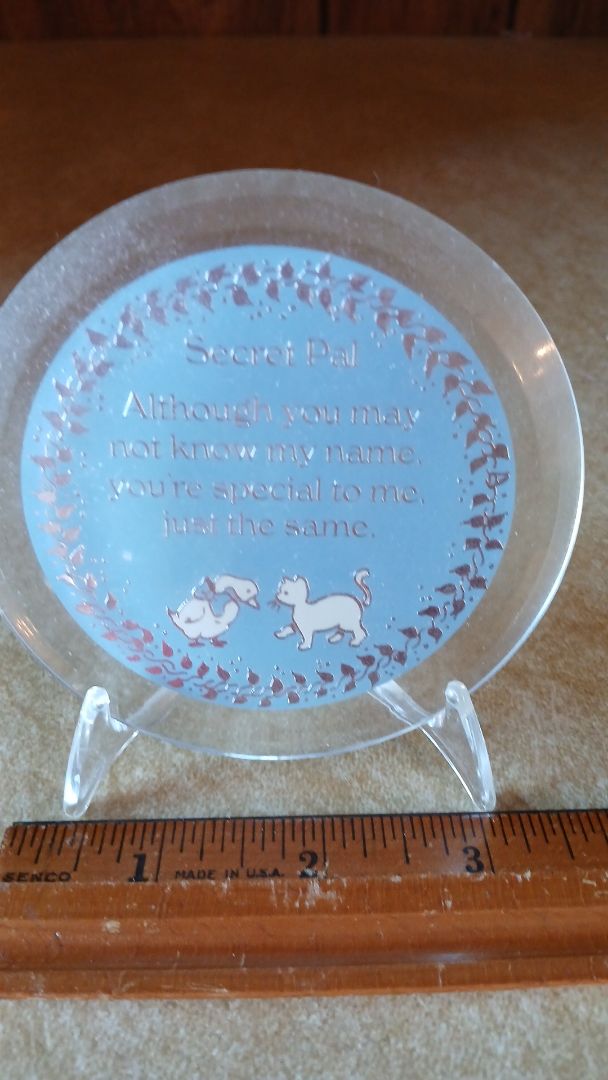 Secret Pal
Although you may
not know my name,
you're special to me,
just the same.
1 2 3
SENCO MADE IN U.S.A.